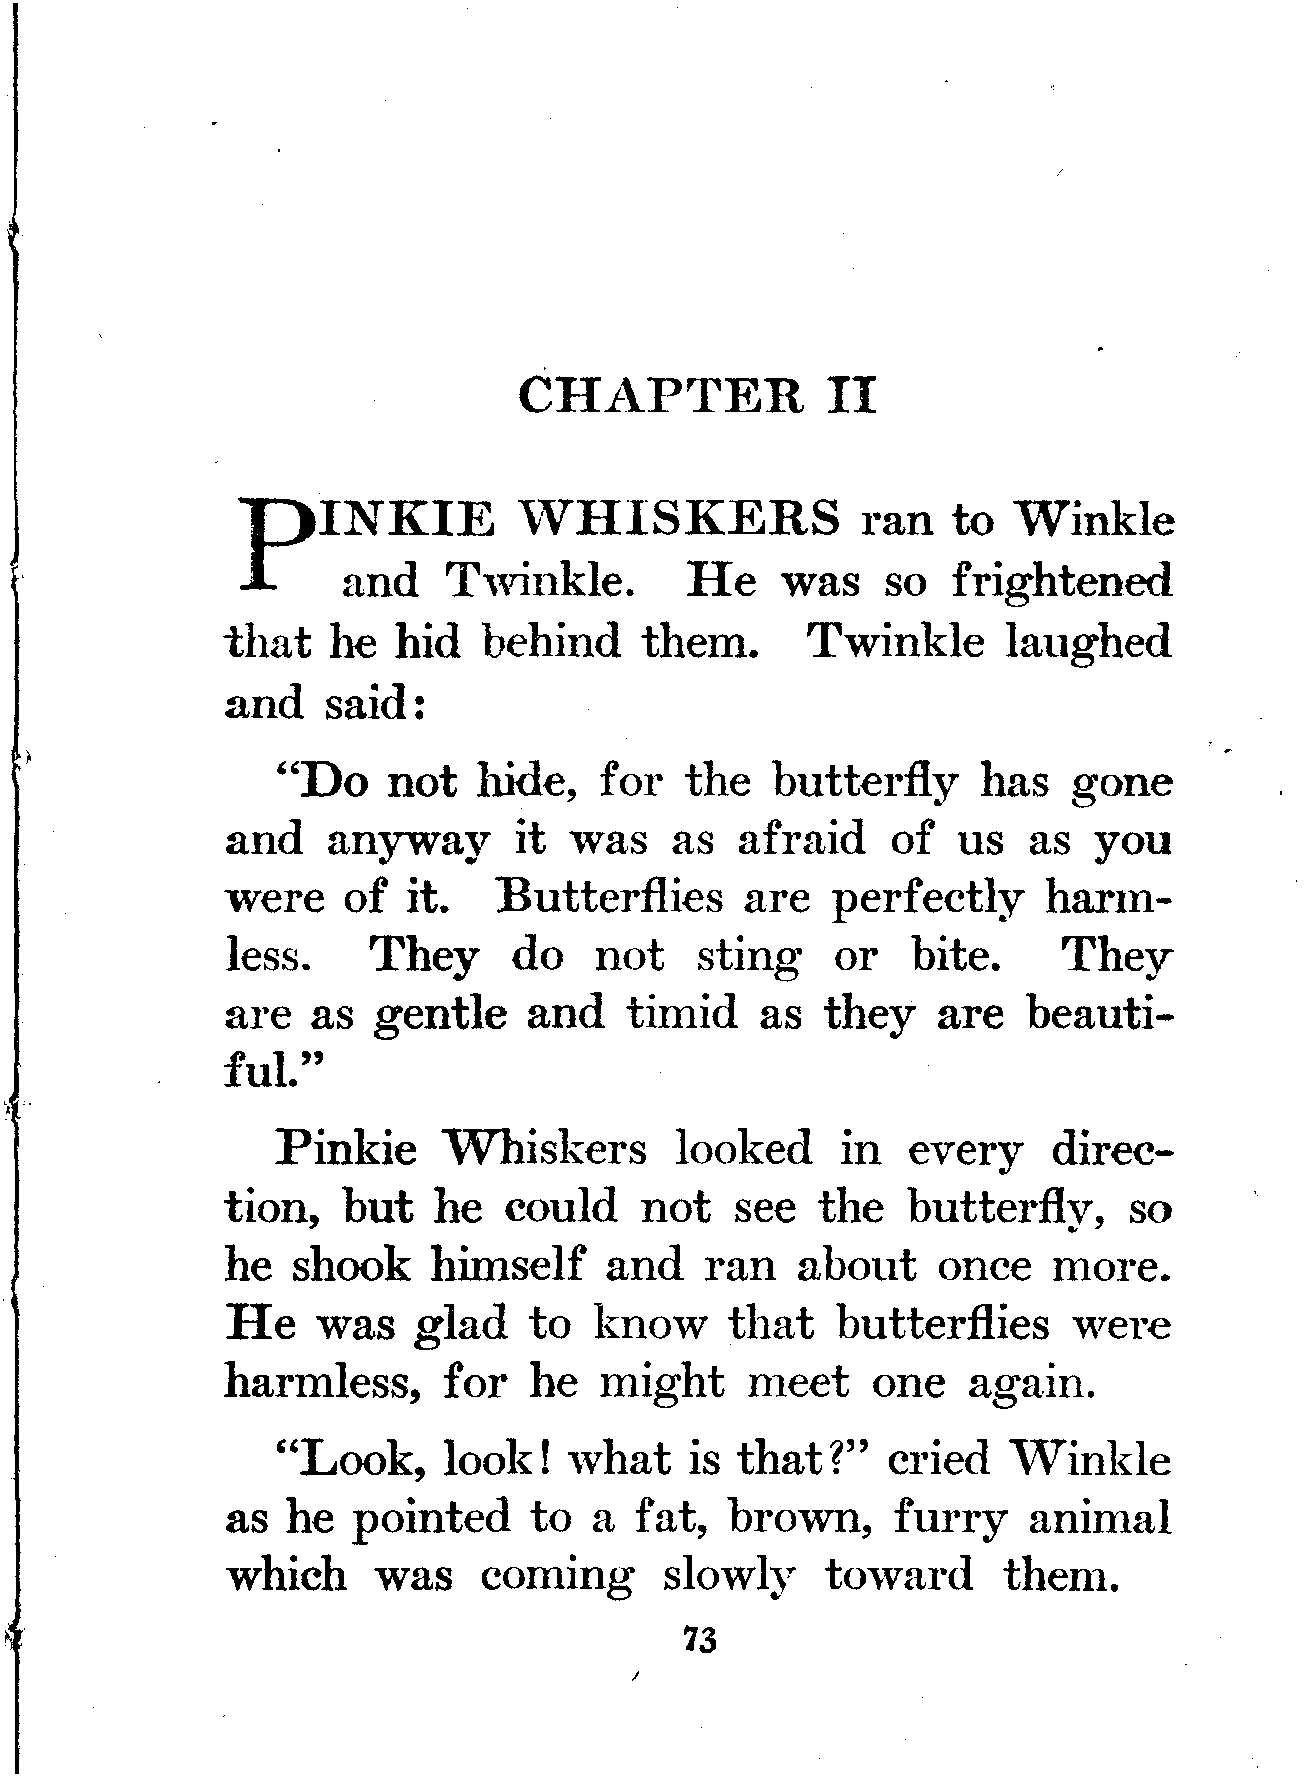 CHAPTER II
PINKIE WHISKERS ran to Winkle
and Twinkle. He was so frightened
that he hid behind them. Twinkle laughed
and said:
“Do not hide, for the butterfly has gone
and anyway it was as afraid of us as you
were of it. Butterflies are perfectly harm-
less. They do not sting or bite. They
are as gentle and timid as they are beauti-
ful.”
Pinkie Whiskers looked in every direc-
tion, but he could not see the butterfly, so
he shook himself and ran about once more.
He was glad to know that butterflies were
harmless, for he might meet one again.
“Look, look! what is that?” cried Winkle
as he pointed to a fat, brown, furry animal
which was coming slowly toward them.
73